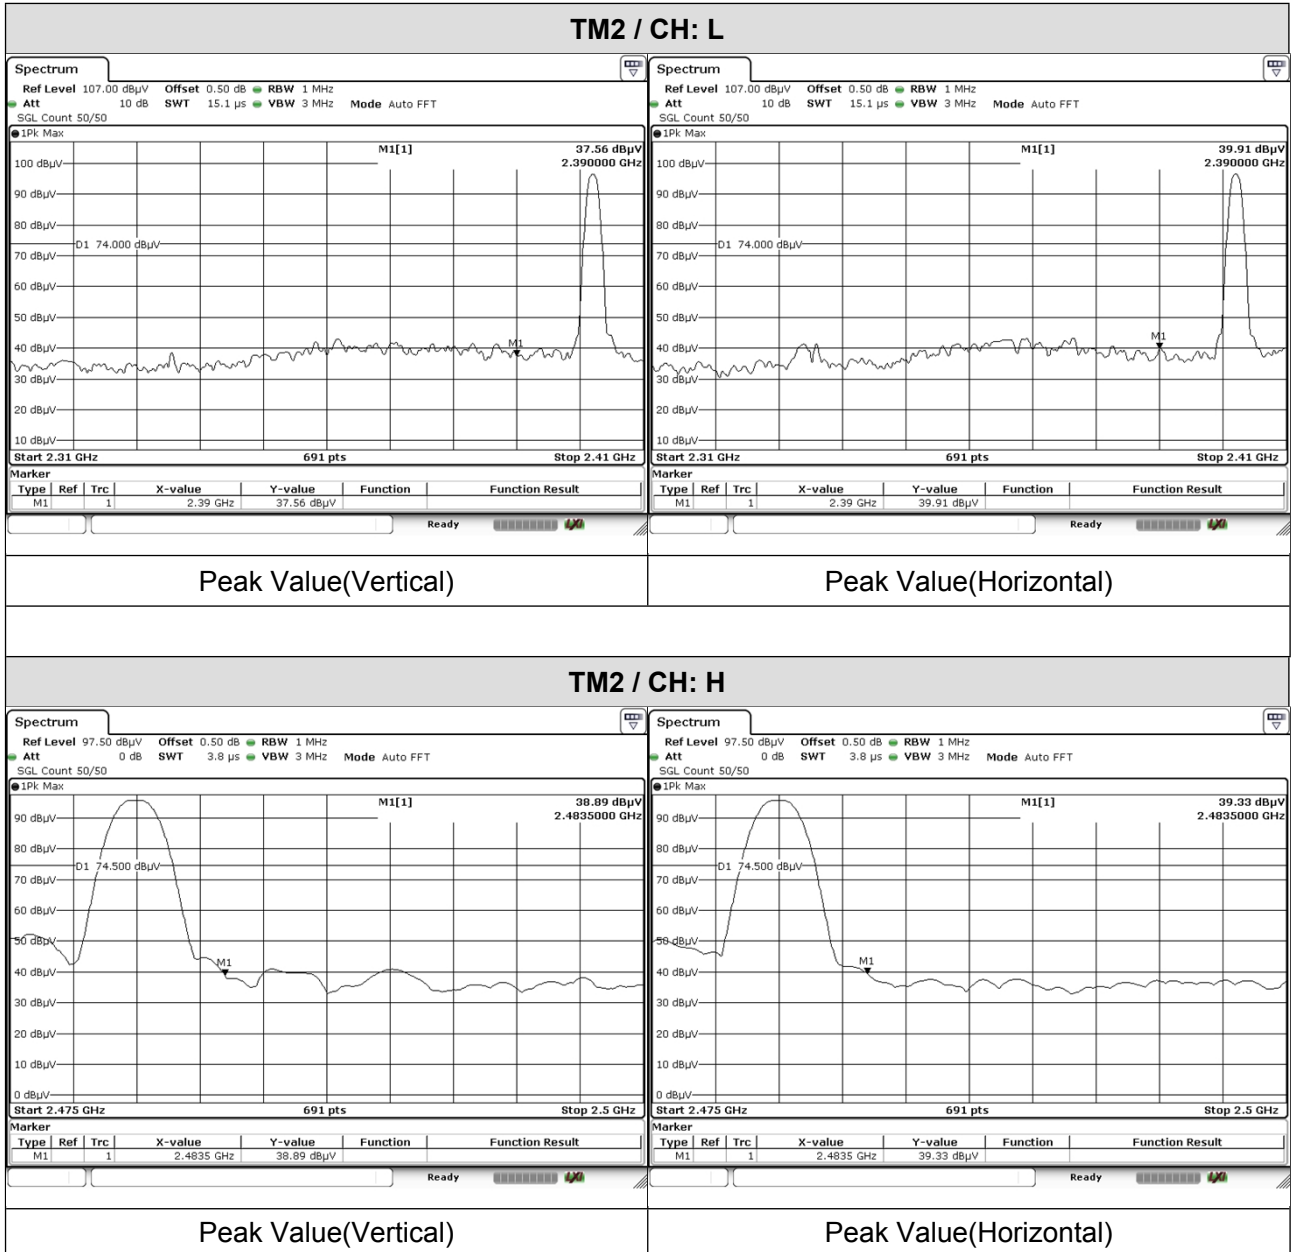 TM2 / CH: L
Spectrum
Ref Level 107.00 dBµV Offset 0.50 dB RBW 1 MHz
Att 10 dB SWT 15.1 µs VBW 3 MHz Mode Auto FFT
SGL Count 50/50
1Pk Max
M1[1] 37.56 dBµV
2.390000 GHz
100 dBµV
90 dBµV
80 dBµV
D1 74.000 dBµV
70 dBµV
60 dBµV
50 dBµV
M1
40 dBµV
30 dBµV
20 dBµV
10 dBµV
Start 2.31 GHz 691 pts Stop 2.41 GHz
Marker
Type Ref Trc X-value Y-value Function Function Result
M1 1 2.39 GHz 37.56 dBµV
Ready LXI
Spectrum
Ref Level 107.00 dBµV Offset 0.50 dB RBW 1 MHz
Att 10 dB SWT 15.1 µs VBW 3 MHz Mode Auto FFT
SGL Count 50/50
1Pk Max
M1[1] 39.91 dBµV
2.390000 GHz
100 dBµV
90 dBµV
80 dBµV
D1 74.000 dBµV
70 dBµV
60 dBµV
50 dBµV
M1
40 dBµV
30 dBµV
20 dBµV
10 dBµV
Start 2.31 GHz 691 pts Stop 2.41 GHz
Marker
Type Ref Trc X-value Y-value Function Function Result
M1 1 2.39 GHz 39.91 dBµV
Ready LXI
Peak Value(Vertical) Peak Value(Horizontal)
TM2 / CH: H
Spectrum
Ref Level 97.50 dBµV Offset 0.50 dB RBW 1 MHz
Att 0 dB SWT 3.8 µs VBW 3 MHz Mode Auto FFT
SGL Count 50/50
1Pk Max
M1[1] 38.89 dBµV
2.4835000 GHz
90 dBµV
80 dBµV
D1 74.500 dBµV
70 dBµV
60 dBµV
50 dBµV
M1
40 dBµV
30 dBµV
20 dBµV
10 dBµV
0 dBµV
Start 2.475 GHz 691 pts Stop 2.5 GHz
Marker
Type Ref Trc X-value Y-value Function Function Result
M1 1 2.4835 GHz 38.89 dBµV
Ready LXI
Spectrum
Ref Level 97.50 dBµV Offset 0.50 dB RBW 1 MHz
Att 0 dB SWT 3.8 µs VBW 3 MHz Mode Auto FFT
SGL Count 50/50
1Pk Max
M1[1] 39.33 dBµV
2.4835000 GHz
90 dBµV
80 dBµV
D1 74.500 dBµV
70 dBµV
60 dBµV
50 dBµV
M1
40 dBµV
30 dBµV
20 dBµV
10 dBµV
0 dBµV
Start 2.475 GHz 691 pts Stop 2.5 GHz
Marker
Type Ref Trc X-value Y-value Function Function Result
M1 1 2.4835 GHz 39.33 dBµV
Ready LXI
Peak Value(Vertical) Peak Value(Horizontal)